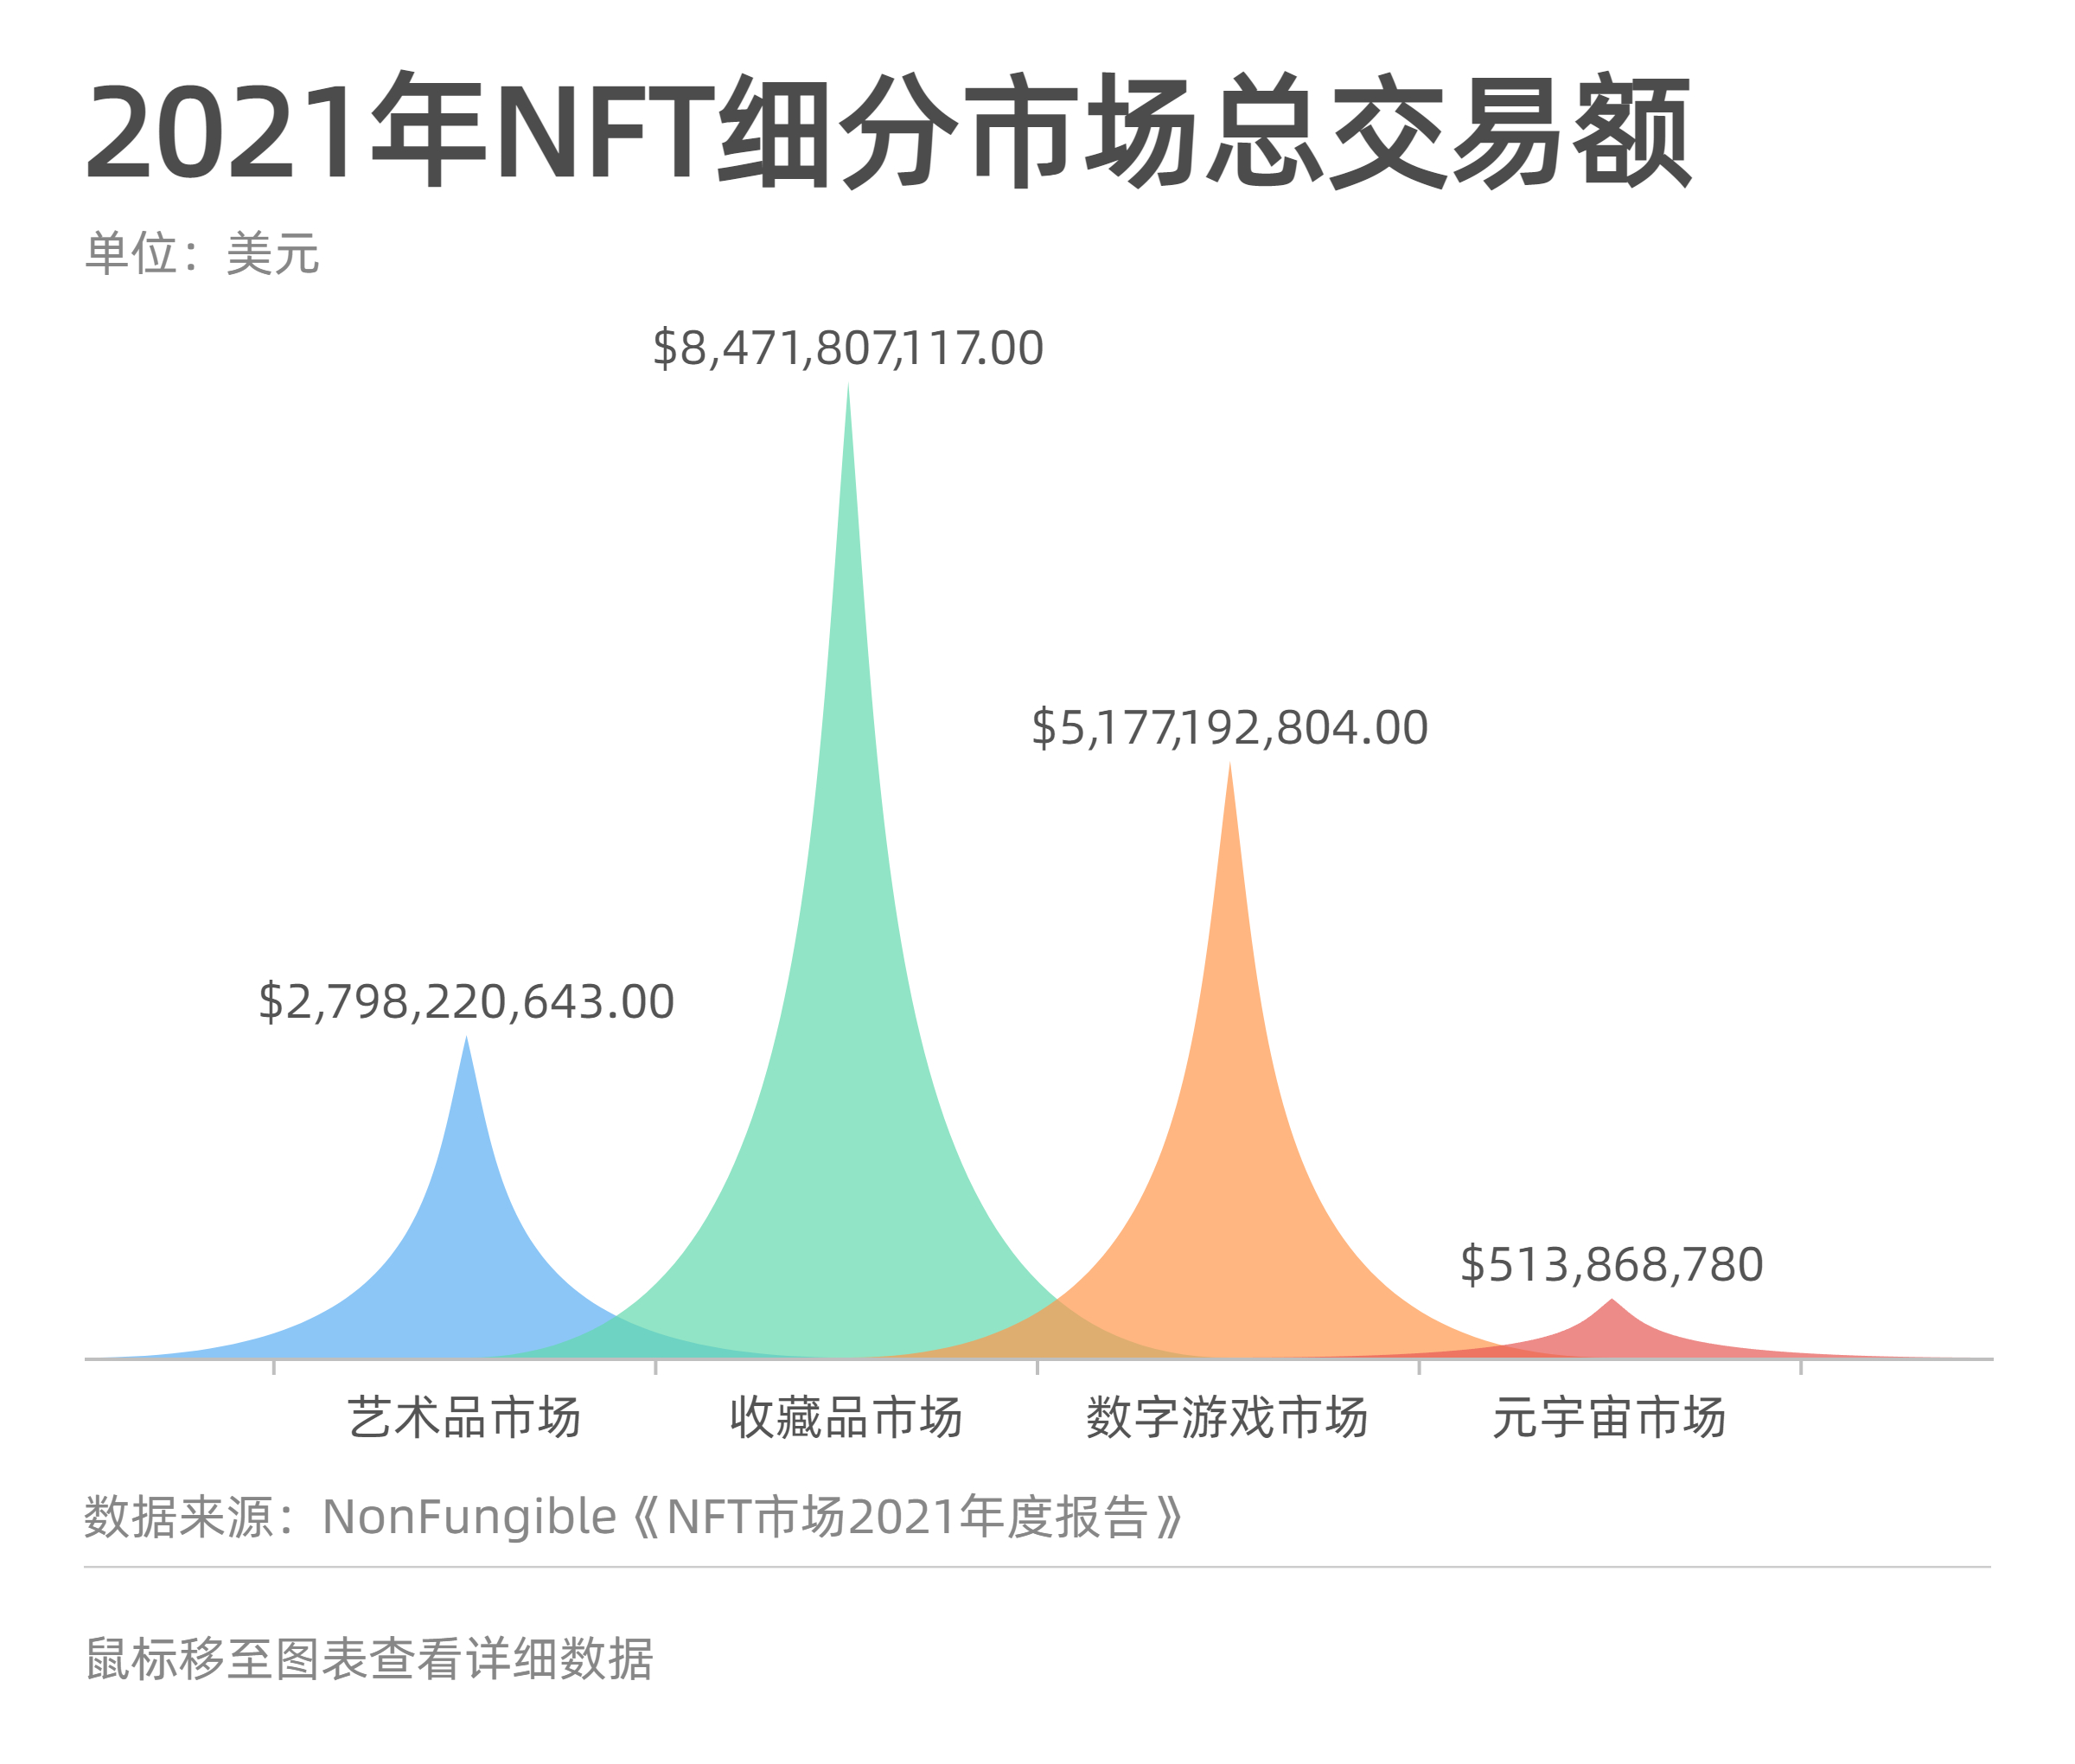 2021年NFT细分市场总交易额
单位：美元
$8,471,807,117.00
$5,177,192,804.00
$2,798,220,643.00
$513,868,780
艺术品市场
收藏品市场
数字游戏市场
元宇宙市场
数据来源：NonFungible《NFT市场2021年度报告》
鼠标移至图表查看详细数据